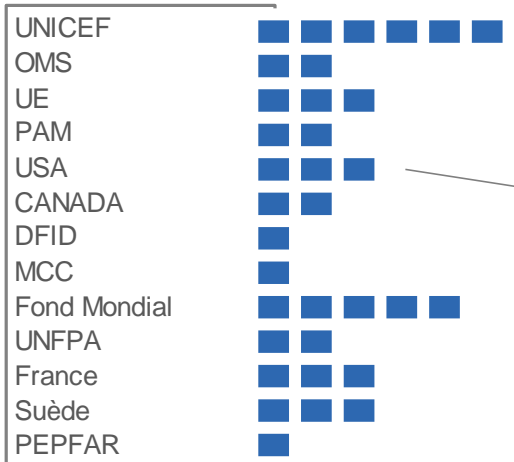 UNICEF
OMS
UE
PAM
USA
CANADA
DFID
MCC
Fond Mondial
UNFPA
France
Suède
PEPFAR